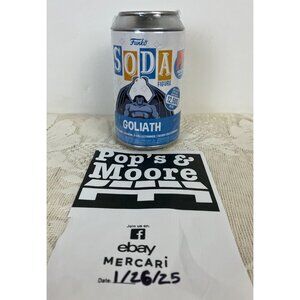 Funko
SODA
FIGURE
GOLIATH
Pop's &
Moore
Join us on
f
ebay
MERCARI
Date: 1/26/25